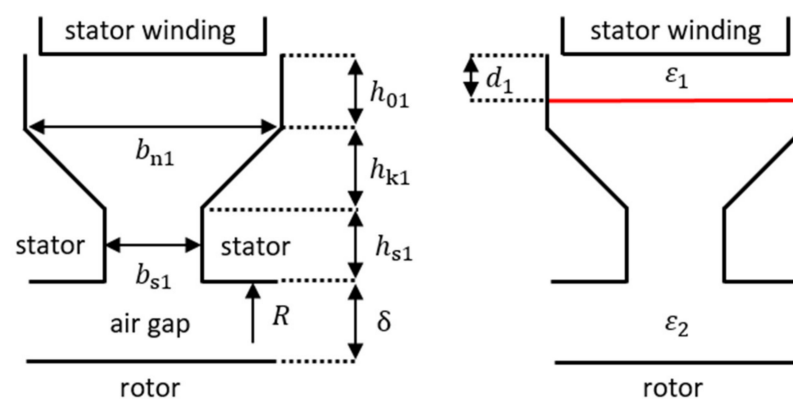 stator winding
h₀₁
bₙ₁
hₖ₁
stator
stator
hₛ₁
bₛ₁
R
δ
air gap
rotor
stator winding
d₁
ε₁
ε₂
rotor